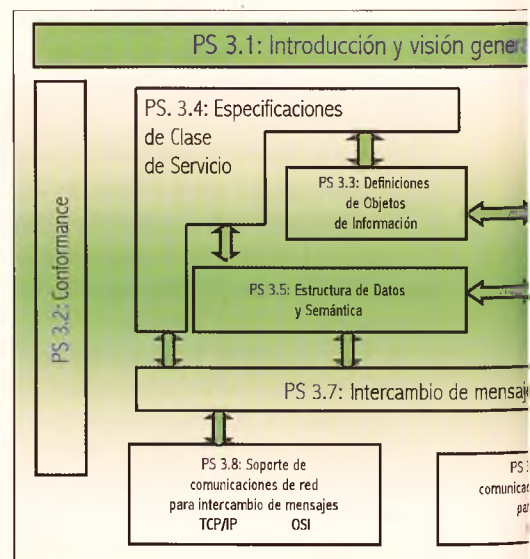 PS 3.1: Introducción y visión
PS. 3.4: Especificaciones
de Clase
de Servicio
PS 3.3: Definiciones
de Objetos
de Información
PS 3.2: Conformance
PS 3.5: Estructura de Datos
y Semántica
PS 3.7: Intercambio de
PS 3.8: Soporte de
comunicaciones de red
para intercambio de mensajes
TCP/IP OSI
PS